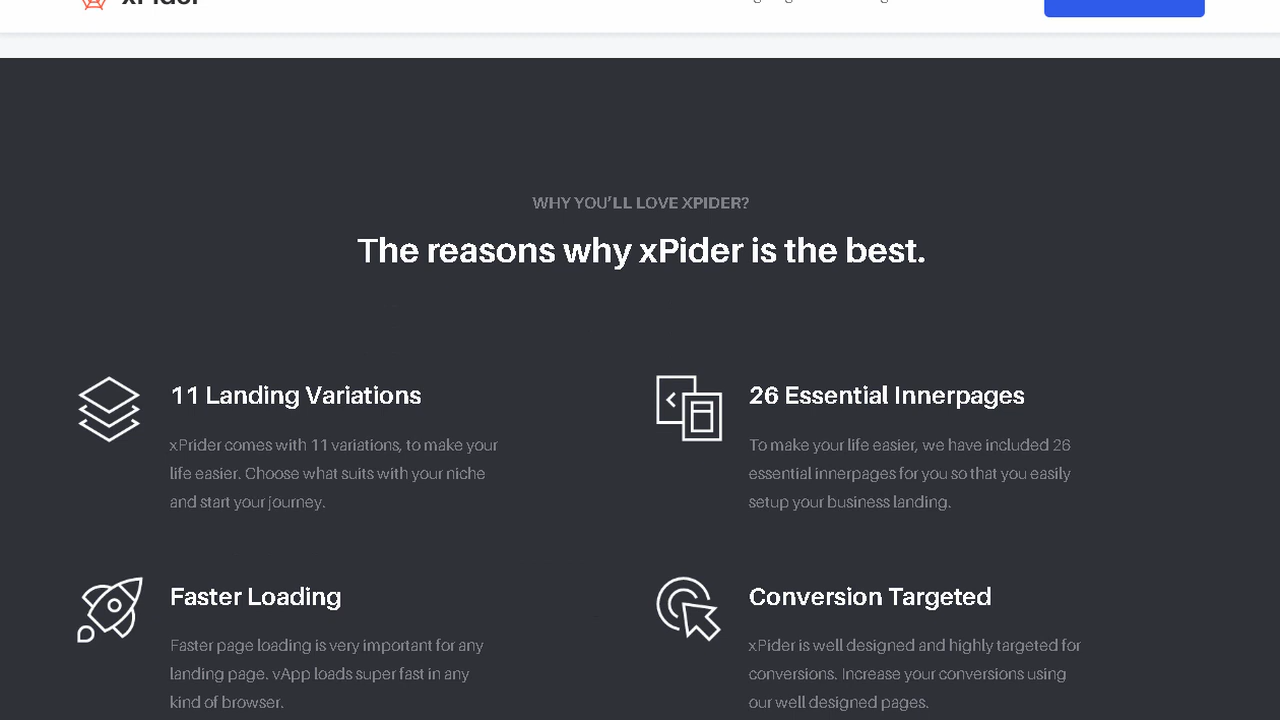 xPider
WHY YOU'LL LOVE XPIDER?
The reasons why xPider is the best.
11 Landing Variations
xPrider comes with 11 variations, to make your
life easier. Choose what suits with your niche
and start your journey.
26 Essential Innerpages
To make your life easier, we have included 26
essential innerpages for you so that you easily
setup your business landing.
Faster Loading
Faster page loading is very important for any
landing page. vApp loads super fast in any
kind of browser.
Conversion Targeted
xPider is well designed and highly targeted for
conversions. Increase your conversions using
our well designed pages.